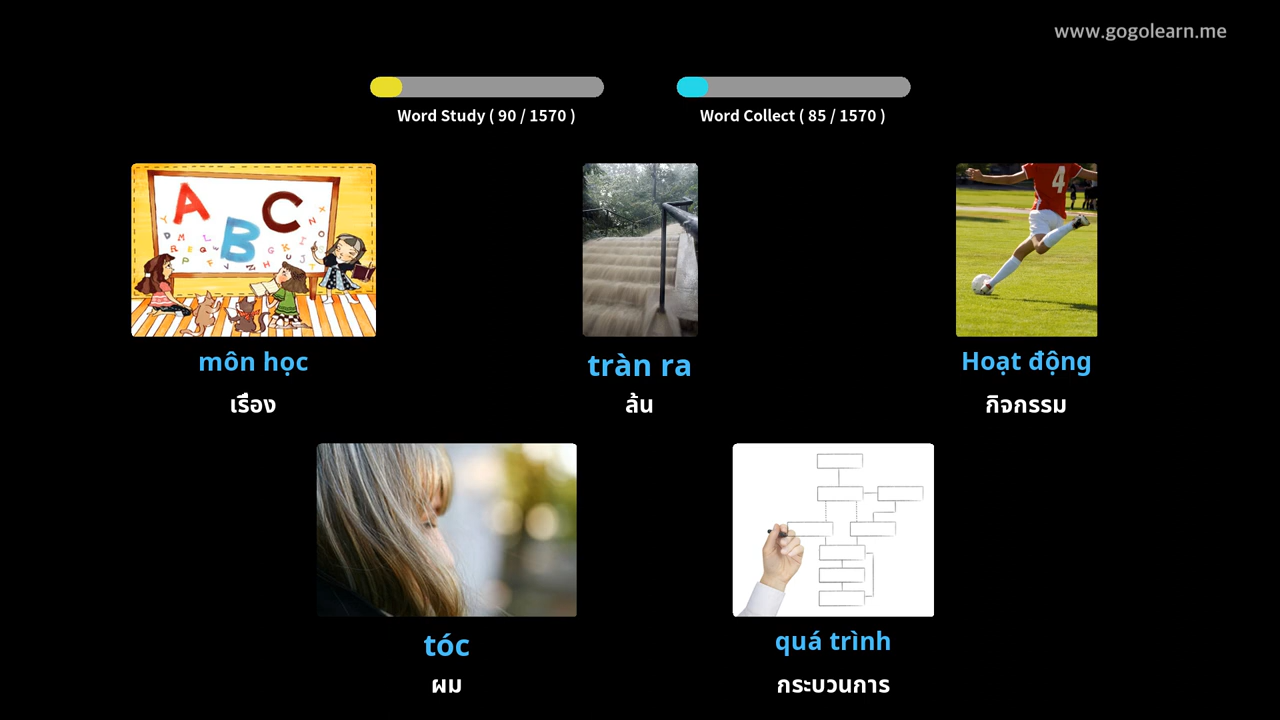 www.gogolearn.me
Word Study ( 90 / 1570 )
Word Collect ( 85 / 1570 )
A B C
4
môn học
เรื่อง
tràn ra
ล้น
Hoạt động
กิจกรรม
tóc
ผม
quá trình
กระบวนการ